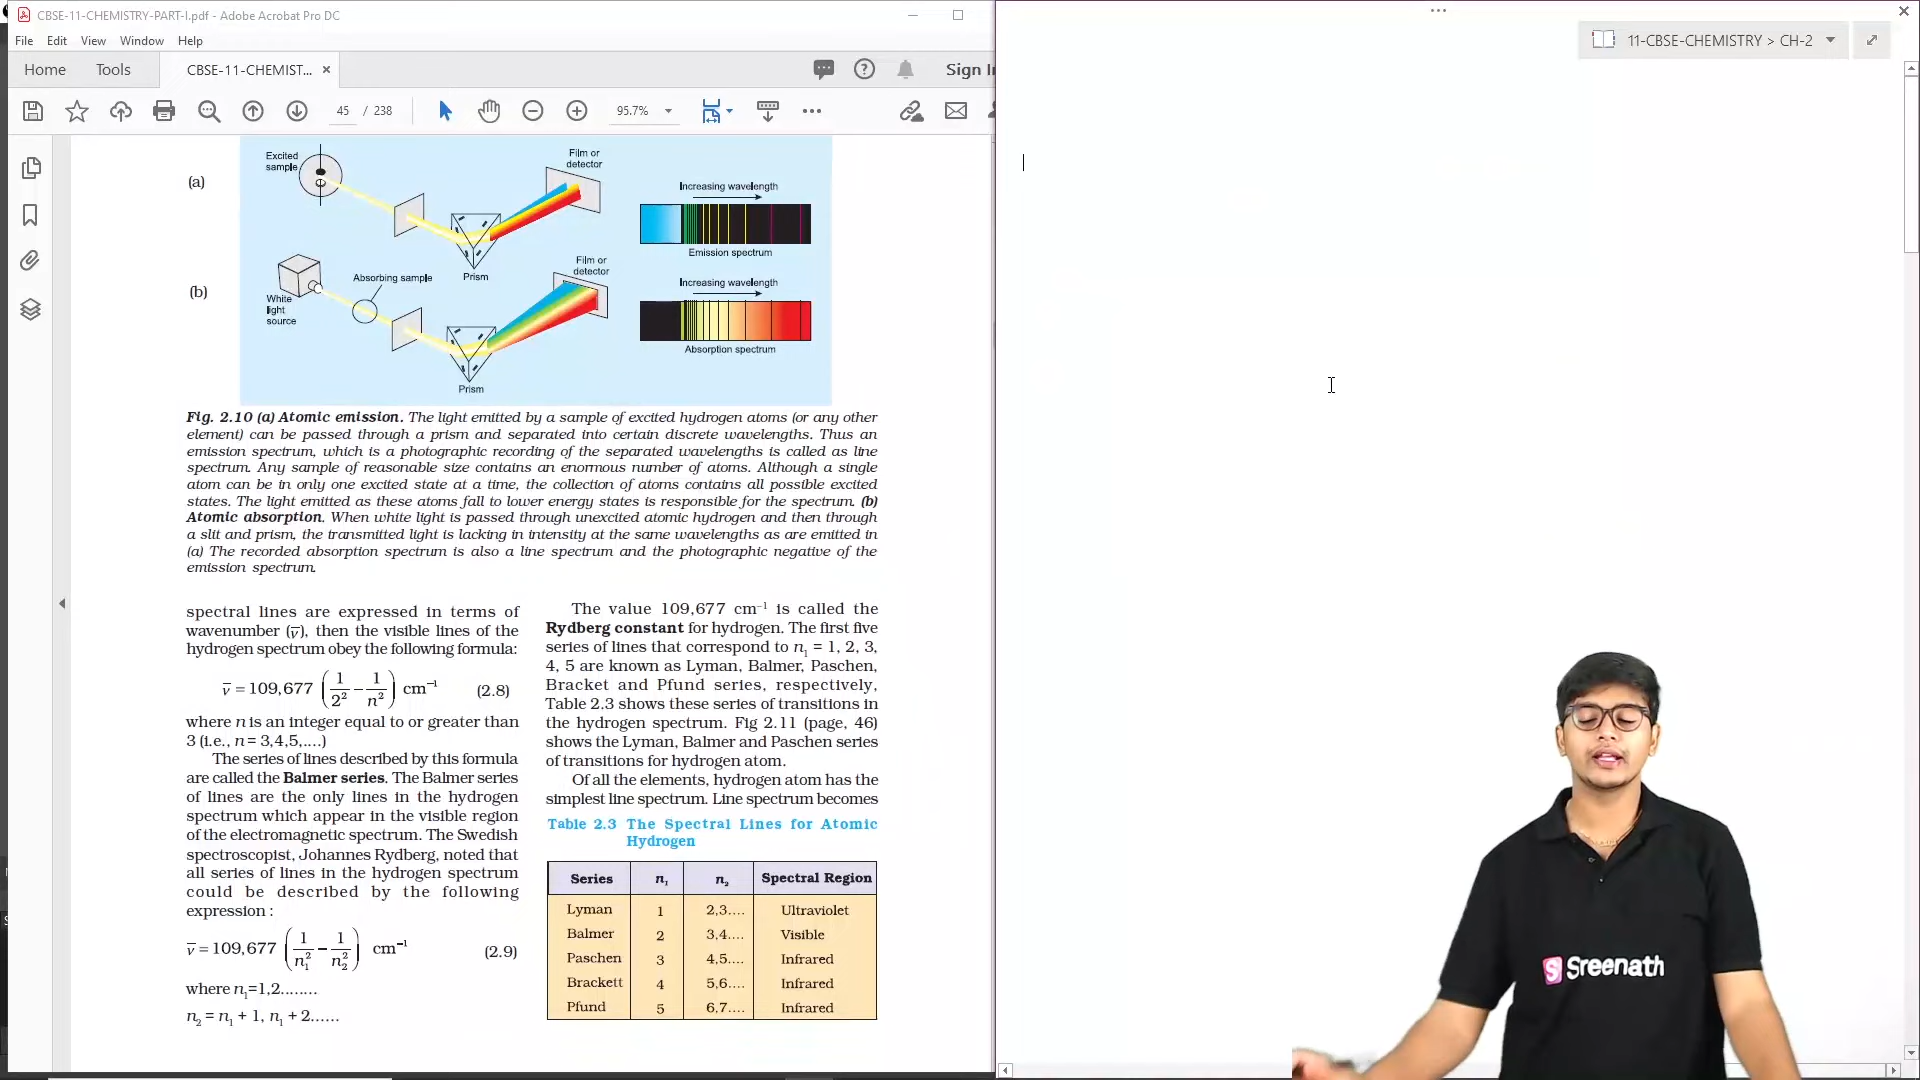 CBSE-11-CHEMISTRY-PART-I.pdf - Adobe Acrobat Pro DC
File Edit View Window Help
Home Tools CBSE-11-CHEMIST... Sign I
45 / 238 95.7%
11-CBSE-CHEMISTRY > CH-2
(a)
Excited
sample
Film or
detector
Prism
Increasing wavelength
Emission spectrum
(b)
White
light
source
Absorbing sample
Film or
detector
Prism
Increasing wavelength
Absorption spectrum
Fig. 2.10 (a) Atomic emission. The light emitted by a sample of excited hydrogen atoms (or any other
element) can be passed through a prism and separated into certain discrete wavelengths. Thus an
emission spectrum, which is a photographic recording of the separated wavelengths is called as line
spectrum. Any sample of reasonable size contains an enormous number of atoms. Although a single
atom can be in only one excited state at a time, the collection of atoms contains all possible excited
states. The light emitted as these atoms fall to lower energy states is responsible for the spectrum. (b)
Atomic absorption. When white light is passed through unexcited atomic hydrogen and then through
a slit and prism, the transmitted light is lacking in intensity at the same wavelengths as are emitted in
(a) The recorded absorption spectrum is also a line spectrum and the photographic negative of the
emission spectrum.
spectral lines are expressed in terms of
wavenumber (ν̅), then the visible lines of the
hydrogen spectrum obey the following formula:
ν̅ = 109,677 (1/2² − 1/n²) cm⁻¹ (2.8)
where n is an integer equal to or greater than
3 (i.e., n = 3,4,5,....)
The series of lines described by this formula
are called the Balmer series. The Balmer series
of lines are the only lines in the hydrogen
spectrum which appear in the visible region
of the electromagnetic spectrum. The Swedish
spectroscopist, Johannes Rydberg, noted that
all series of lines in the hydrogen spectrum
could be described by the following
expression :
ν̅ = 109,677 (1/n₁² − 1/n₂²) cm⁻¹ (2.9)
where n₁=1,2........
n₂ = n₁ + 1, n₁ + 2......
The value 109,677 cm⁻¹ is called the
Rydberg constant for hydrogen. The first five
series of lines that correspond to n₁ = 1, 2, 3,
4, 5 are known as Lyman, Balmer, Paschen,
Bracket and Pfund series, respectively,
Table 2.3 shows these series of transitions in
the hydrogen spectrum. Fig 2.11 (page, 46)
shows the Lyman, Balmer and Paschen series
of transitions for hydrogen atom.
Of all the elements, hydrogen atom has the
simplest line spectrum. Line spectrum becomes
Table 2.3 The Spectral Lines for Atomic
Hydrogen
Series n₁ n₂ Spectral Region
Lyman 1 2,3.... Ultraviolet
Balmer 2 3,4.... Visible
Paschen 3 4,5.... Infrared
Brackett 4 5,6.... Infrared
Pfund 5 6,7.... Infrared
S Sreenath